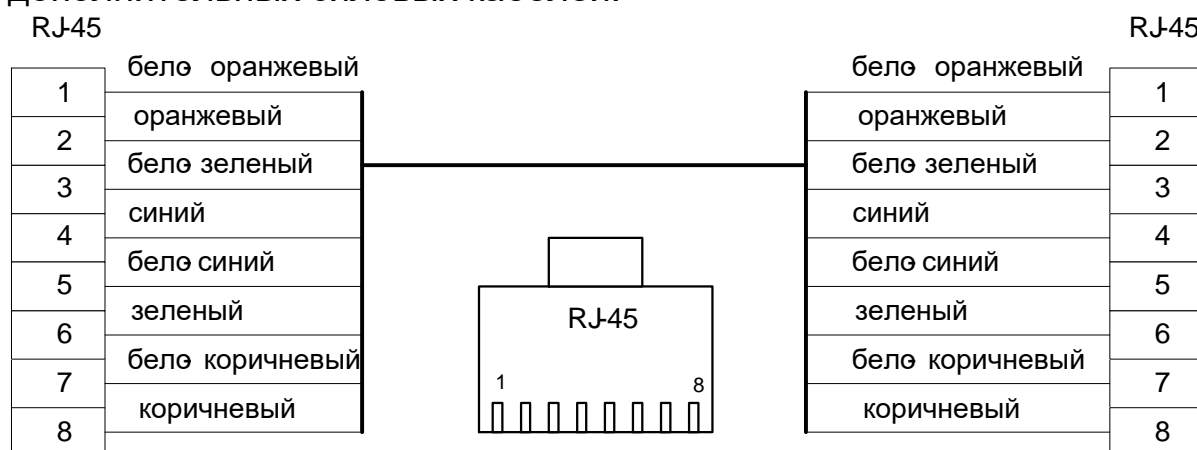 RJ-45 RJ-45
бело оранжевый бело оранжевый
1 1
оранжевый оранжевый
2 2
бело зеленый бело зеленый
3 3
синий синий
4 4
бело синий бело синий
5 5
зеленый RJ-45 зеленый
6 6
бело коричневый бело коричневый
7 1 8 7
коричневый коричневый
8 8